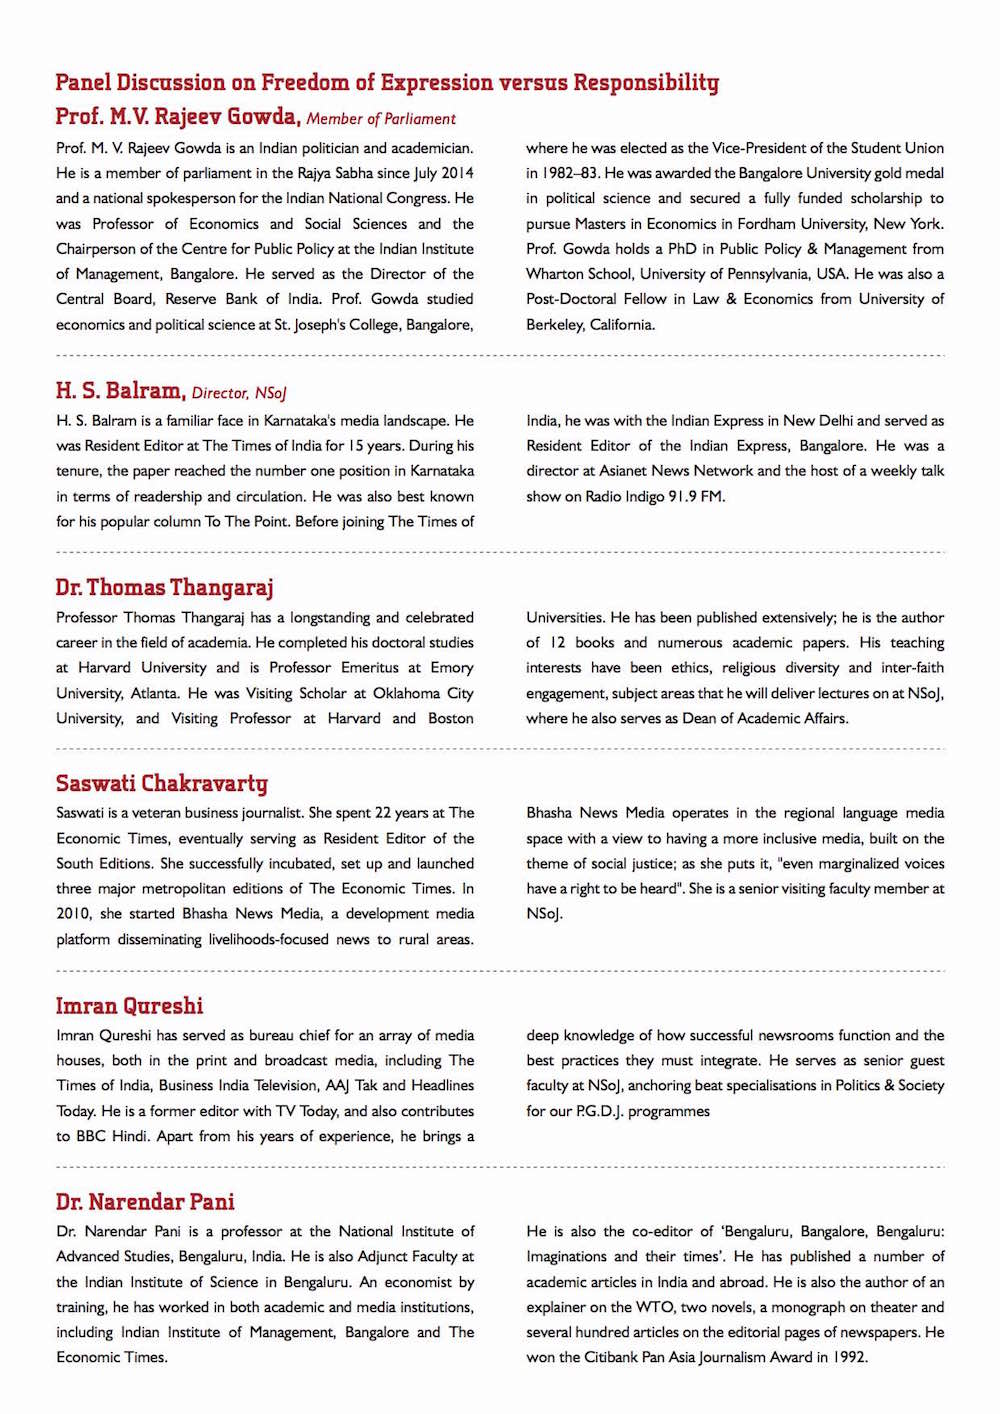 Panel Discussion on Freedom of Expression versus Responsibility
Prof. M.V. Rajeev Gowda, Member of Parliament
Prof. M. V. Rajeev Gowda is an Indian politician and academician.
He is a member of parliament in the Rajya Sabha since July 2014
and a national spokesperson for the Indian National Congress. He
was Professor of Economics and Social Sciences and the
Chairperson of the Centre for Public Policy at the Indian Institute
of Management, Bangalore. He served as the Director of the
Central Board, Reserve Bank of India. Prof. Gowda studied
economics and political science at St. Joseph's College, Bangalore,
where he was elected as the Vice-President of the Student Union
in 1982–83. He was awarded the Bangalore University gold medal
in political science and secured a fully funded scholarship to
pursue Masters in Economics in Fordham University, New York.
Prof. Gowda holds a PhD in Public Policy & Management from
Wharton School, University of Pennsylvania, USA. He was also a
Post-Doctoral Fellow in Law & Economics from University of
Berkeley, California.
H. S. Balram, Director, NSoJ
H. S. Balram is a familiar face in Karnataka's media landscape. He
was Resident Editor at The Times of India for 15 years. During his
tenure, the paper reached the number one position in Karnataka
in terms of readership and circulation. He was also best known
for his popular column To The Point. Before joining The Times of
India, he was with the Indian Express in New Delhi and served as
Resident Editor of the Indian Express, Bangalore. He was a
director at Asianet News Network and the host of a weekly talk
show on Radio Indigo 91.9 FM.
Dr. Thomas Thangaraj
Professor Thomas Thangaraj has a longstanding and celebrated
career in the field of academia. He completed his doctoral studies
at Harvard University and is Professor Emeritus at Emory
University, Atlanta. He was Visiting Scholar at Oklahoma City
University, and Visiting Professor at Harvard and Boston
Universities. He has been published extensively; he is the author
of 12 books and numerous academic papers. His teaching
interests have been ethics, religious diversity and inter-faith
engagement, subject areas that he will deliver lectures on at NSoJ,
where he also serves as Dean of Academic Affairs.
Saswati Chakravarty
Saswati is a veteran business journalist. She spent 22 years at The
Economic Times, eventually serving as Resident Editor of the
South Editions. She successfully incubated, set up and launched
three major metropolitan editions of The Economic Times. In
2010, she started Bhasha News Media, a development media
platform disseminating livelihoods-focused news to rural areas.
Bhasha News Media operates in the regional language media
space with a view to having a more inclusive media, built on the
theme of social justice; as she puts it, "even marginalized voices
have a right to be heard". She is a senior visiting faculty member at
NSoJ.
Imran Qureshi
Imran Qureshi has served as bureau chief for an array of media
houses, both in the print and broadcast media, including The
Times of India, Business India Television, AAJ Tak and Headlines
Today. He is a former editor with TV Today, and also contributes
to BBC Hindi. Apart from his years of experience, he brings a
deep knowledge of how successful newsrooms function and the
best practices they must integrate. He serves as senior guest
faculty at NSoJ, anchoring beat specialisations in Politics & Society
for our P.G.D.J. programmes
Dr. Narendar Pani
Dr. Narendar Pani is a professor at the National Institute of
Advanced Studies, Bengaluru, India. He is also Adjunct Faculty at
the Indian Institute of Science in Bengaluru. An economist by
training, he has worked in both academic and media institutions,
including Indian Institute of Management, Bangalore and The
Economic Times.
He is also the co-editor of ‘Bengaluru, Bangalore, Bengaluru:
Imaginations and their times’. He has published a number of
academic articles in India and abroad. He is also the author of an
explainer on the WTO, two novels, a monograph on theater and
several hundred articles on the editorial pages of newspapers. He
won the Citibank Pan Asia Journalism Award in 1992.